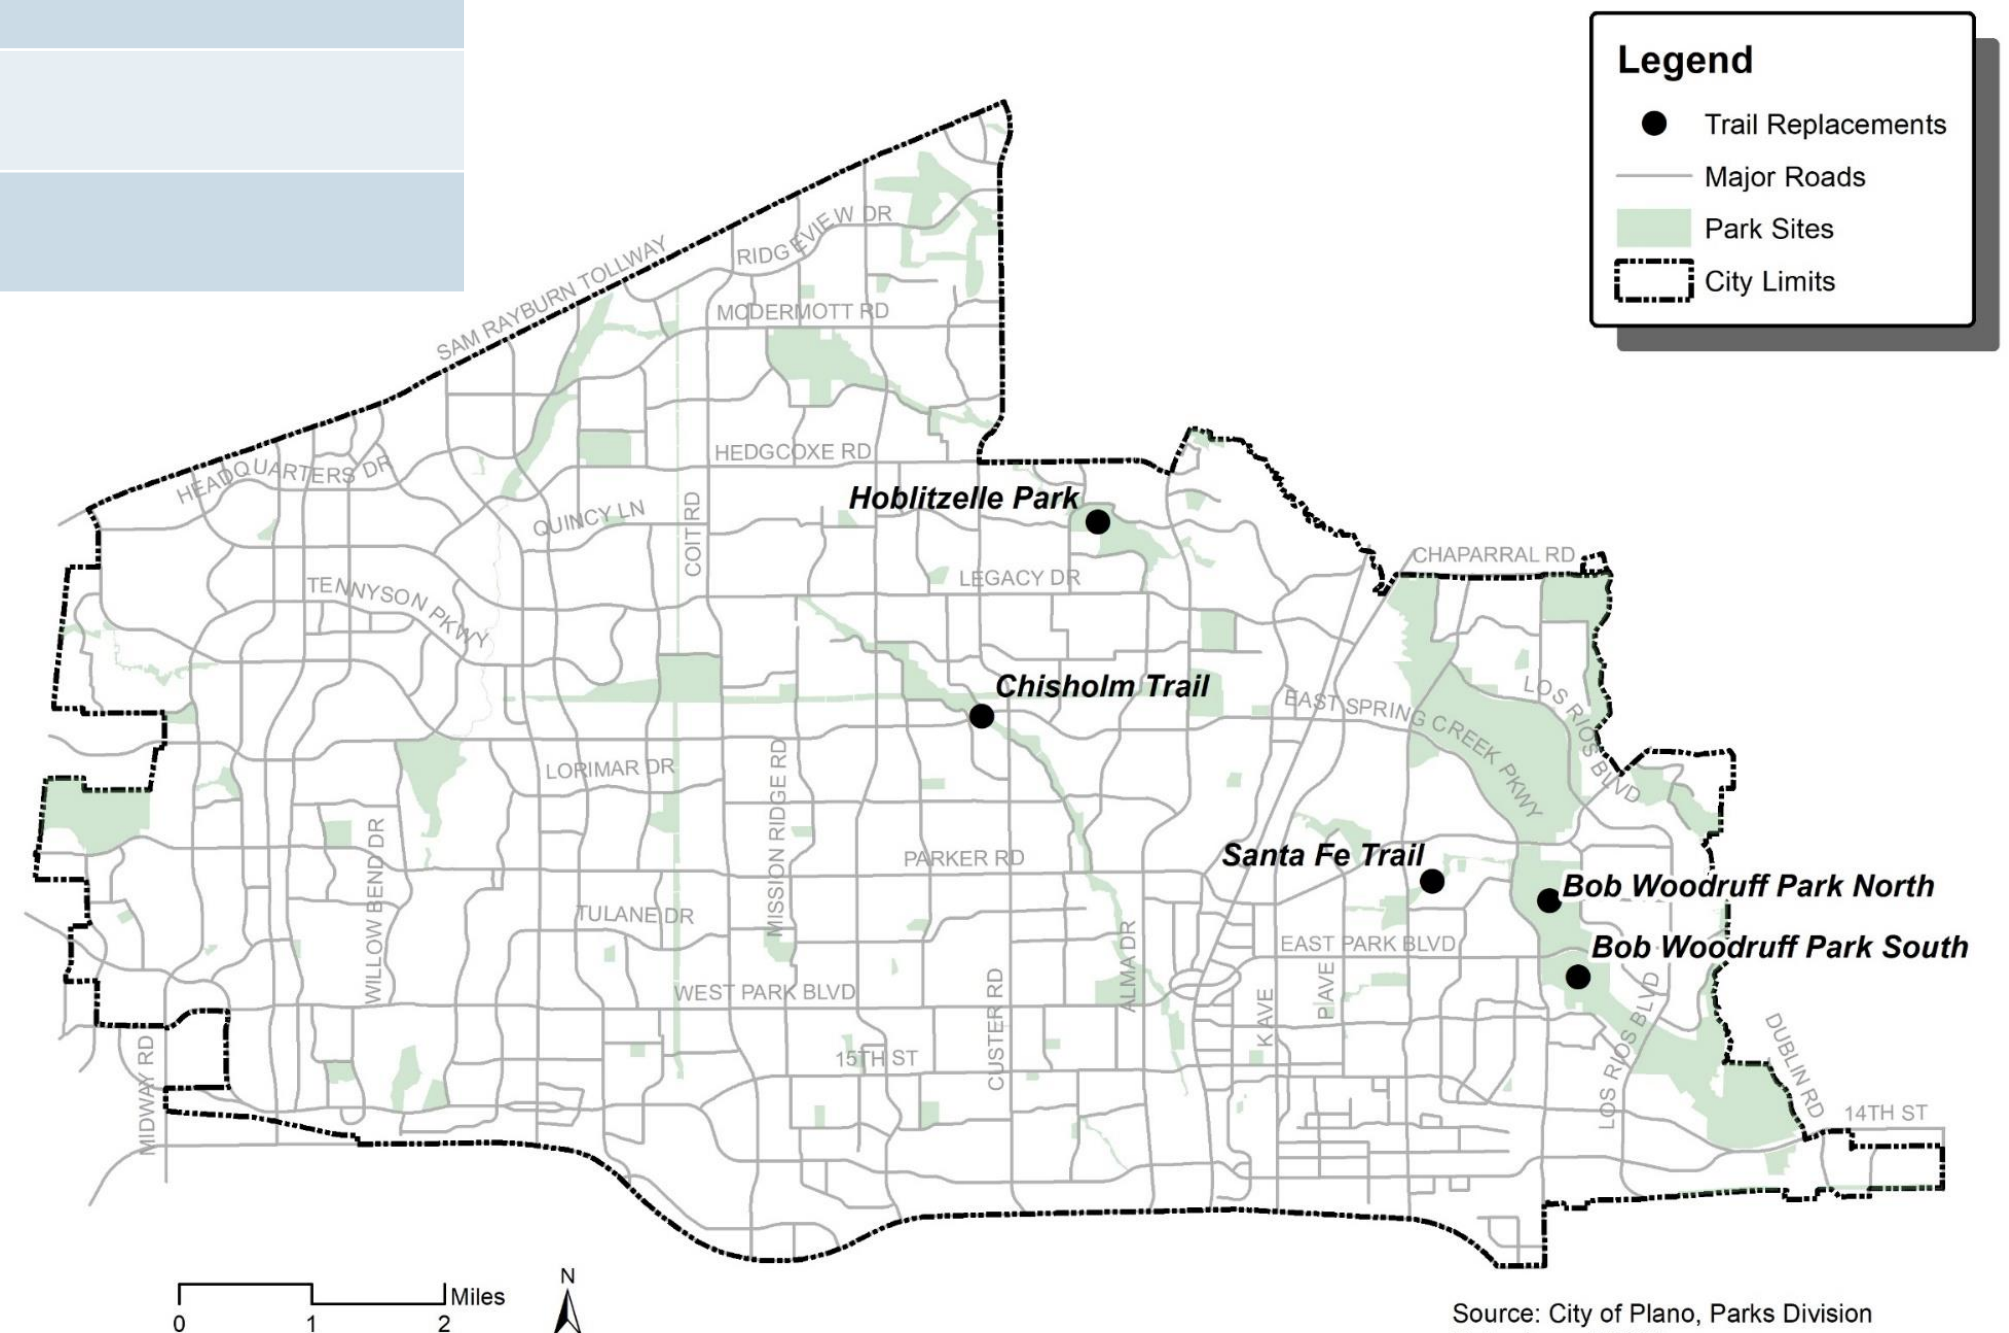 Legend
Trail Replacements
Major Roads
Park Sites
City Limits
RIDGEVIEW DR
SAM RAYBURN TOLLWAY
MCDERMOTT RD
HEDGCOXE RD
HEADQUARTERS DR
Hoblitzelle Park
QUINCY LN
COIT RD
CHAPARRAL RD
LEGACY DR
TENNYSON PKWY
Chisholm Trail
EAST SPRING CREEK PKWY
LOS RIOS BLVD
LORIMAR DR
MISSION RIDGE RD
WILLOW BEND DR
PARKER RD
Santa Fe Trail
Bob Woodruff Park North
TULANE DR
EAST PARK BLVD
Bob Woodruff Park South
ALMA DR
WEST PARK BLVD
CUSTER RD
K AVE
P AVE
LOS RIOS BLVD
DUBLIN RD
15TH ST
MIDWAY RD
14TH ST
N
Miles
0 1 2
Source: City of Plano, Parks Division